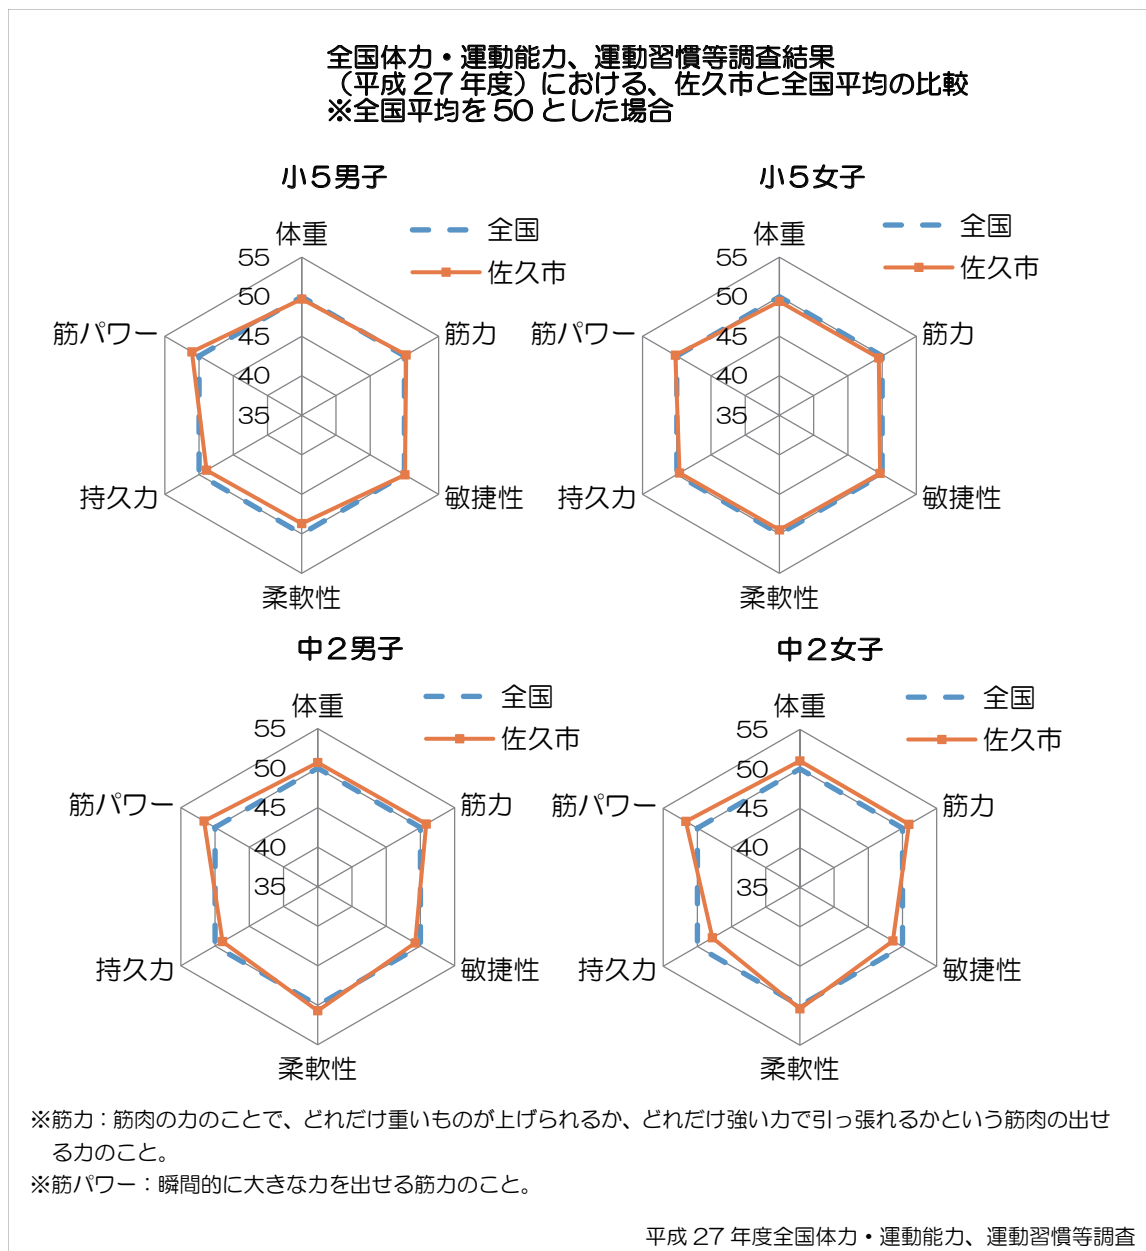 全国体力・運動能力、運動習慣等調査結果
（平成 27 年度）における、佐久市と全国平均の比較
※全国平均を 50 とした場合
小５男子
全国
佐久市
体重
筋力
敏捷性
柔軟性
持久力
筋パワー
55
50
45
40
35
小５女子
全国
佐久市
体重
筋力
敏捷性
柔軟性
持久力
筋パワー
55
50
45
40
35
中２男子
全国
佐久市
体重
筋力
敏捷性
柔軟性
持久力
筋パワー
55
50
45
40
35
中２女子
全国
佐久市
体重
筋力
敏捷性
柔軟性
持久力
筋パワー
55
50
45
40
35
※筋力：筋肉の力のことで、どれだけ重いものが上げられるか、どれだけ強い力で引っ張れるかという筋肉の出せ
る力のこと。
※筋パワー：瞬間的に大きな力を出せる筋力のこと。
平成 27 年度全国体力・運動能力、運動習慣等調査